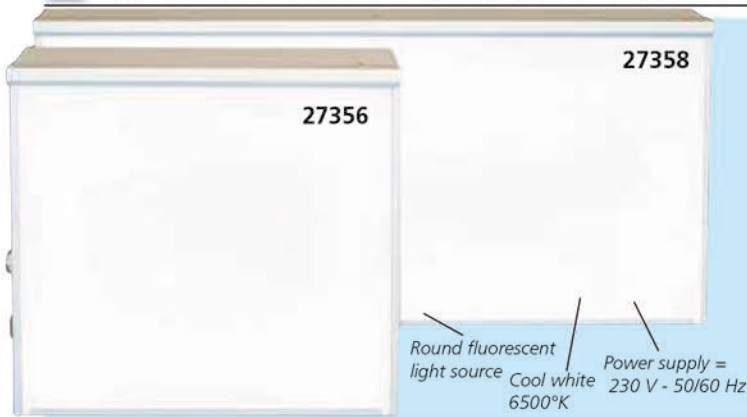 27358
27356
Round fluorescent
light source
Cool white
6500°K
Power supply =
230 V - 50/60 Hz